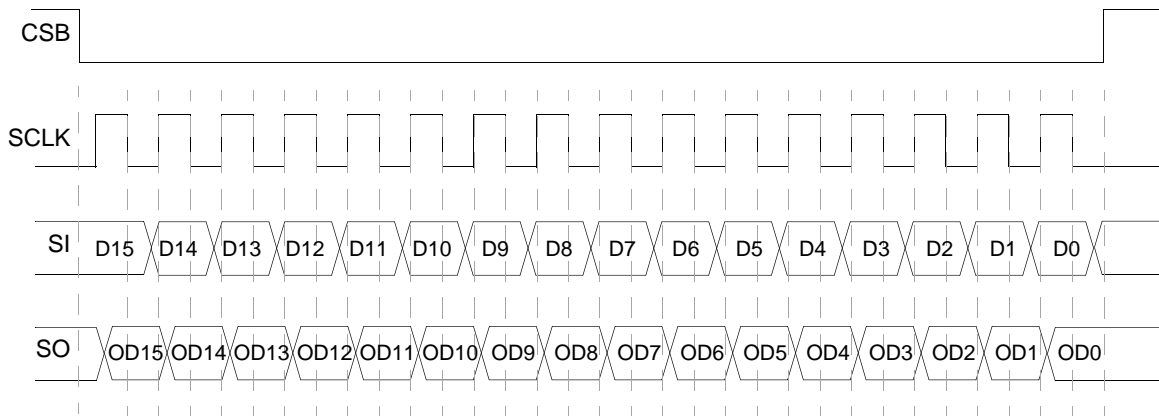 CSB
SCLK
SI D15 D14 D13 D12 D11 D10 D9 D8 D7 D6 D5 D4 D3 D2 D1 D0
SO OD15 OD14 OD13 OD12 OD11 OD10 OD9 OD8 OD7 OD6 OD5 OD4 OD3 OD2 OD1 OD0